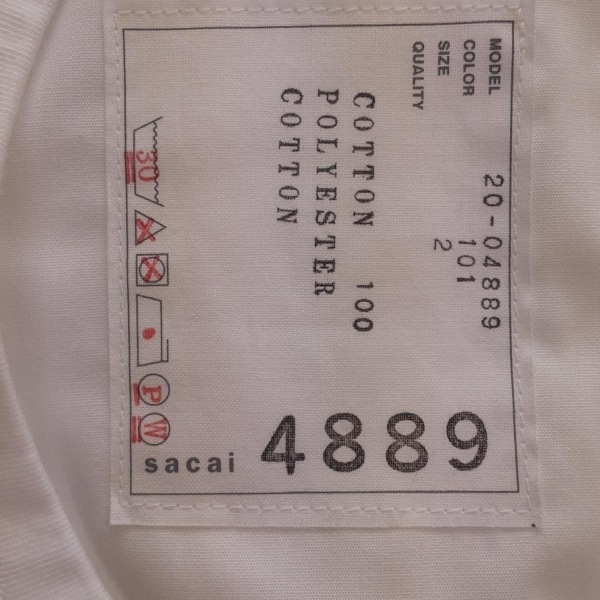 MODEL 20-04889
COLOR 101
SIZE 2
QUALITY
COTTON 100
POLYESTER
COTTON
30
P
W
sacai
4889